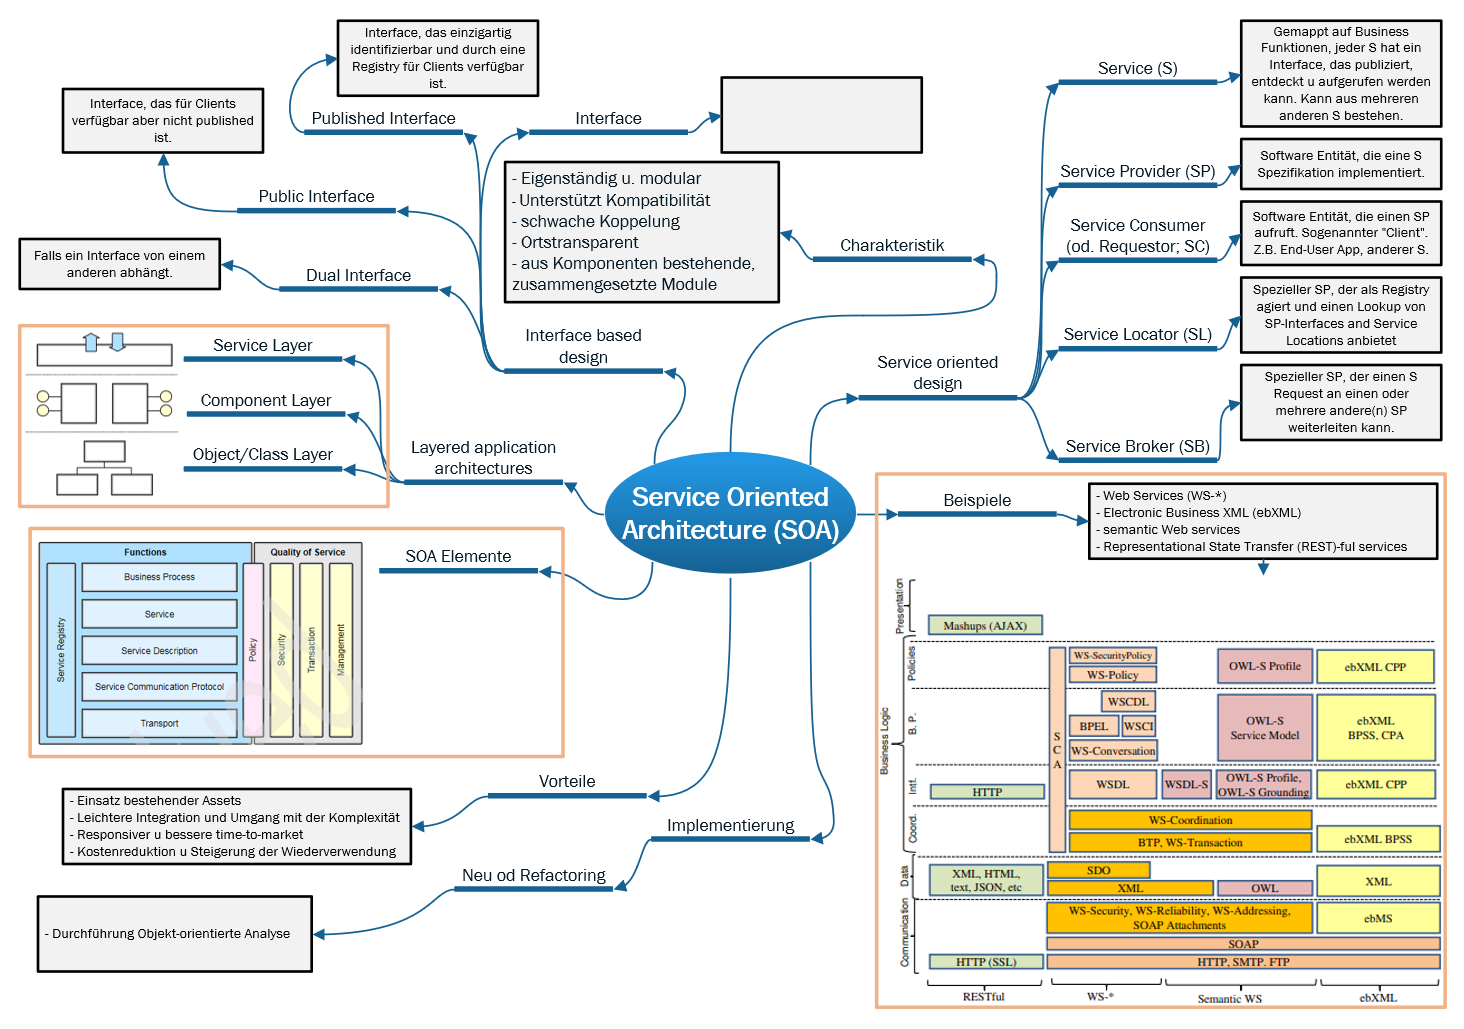 Interface, das einzigartig
identifizierbar und durch eine
Registry für Clients verfügbar
ist.
Published Interface
Interface, das für Clients
verfügbar aber nicht published
ist.
Public Interface
Falls ein Interface von einem
anderen abhängt.
Dual Interface
Interface
Interface based
design
- Eigenständig u. modular
- Unterstützt Kompatibilität
- schwache Koppelung
- Ortstransparent
- aus Komponenten bestehende,
zusammengesetzte Module
Charakteristik
Service (S)
Gemappt auf Business
Funktionen, jeder S hat ein
Interface, das publiziert,
entdeckt u aufgerufen werden
kann. Kann aus mehreren
anderen S bestehen.
Service Provider (SP)
Software Entität, die eine S
Spezifikation implementiert.
Service Consumer
(od. Requestor; SC)
Software Entität, die einen SP
aufruft. Sogenannter "Client".
Z.B. End-User App, anderer S.
Service Locator (SL)
Spezieller SP, der als Registry
agiert und einen Lookup von
SP-Interfaces and Service
Locations anbietet
Service Broker (SB)
Spezieller SP, der einen S
Request an einen oder
mehrere andere(n) SP
weiterleiten kann.
Service oriented
design
Service Layer
Component Layer
Object/Class Layer
Layered application
architectures
Service Oriented
Architecture (SOA)
SOA Elemente
Functions
Quality of Service
Service Registry
Business Process
Service
Service Description
Service Communication Protocol
Transport
Policy
Security
Transaction
Management
Vorteile
- Einsatz bestehender Assets
- Leichtere Integration und Umgang mit der Komplexität
- Responsiver u bessere time-to-market
- Kostenreduktion u Steigerung der Wiederverwendung
Implementierung
Neu od Refactoring
- Durchführung Objekt-orientierte Analyse
Beispiele
- Web Services (WS-*)
- Electronic Business XML (ebXML)
- semantic Web services
- Representational State Transfer (REST)-ful services
Presentation
Mashups (AJAX)
Business Logic
Policies
SCA
WS-SecurityPolicy
WS-Policy
OWL-S Profile
ebXML CPP
B. P.
WSCDL
BPEL
WSCI
WS-Conversation
OWL-S
Service Model
ebXML
BPSS, CPA
Intf.
HTTP
WSDL
WSDL-S
OWL-S Profile,
OWL-S Grounding
ebXML CPP
Coord.
WS-Coordination
BTP, WS-Transaction
ebXML BPSS
Data
XML, HTML,
text, JSON, etc
SDO
XML
OWL
XML
Communication
WS-Security, WS-Reliability, WS-Addressing,
SOAP Attachments
ebMS
SOAP
HTTP (SSL)
HTTP, SMTP. FTP
RESTful
WS-*
Semantic WS
ebXML